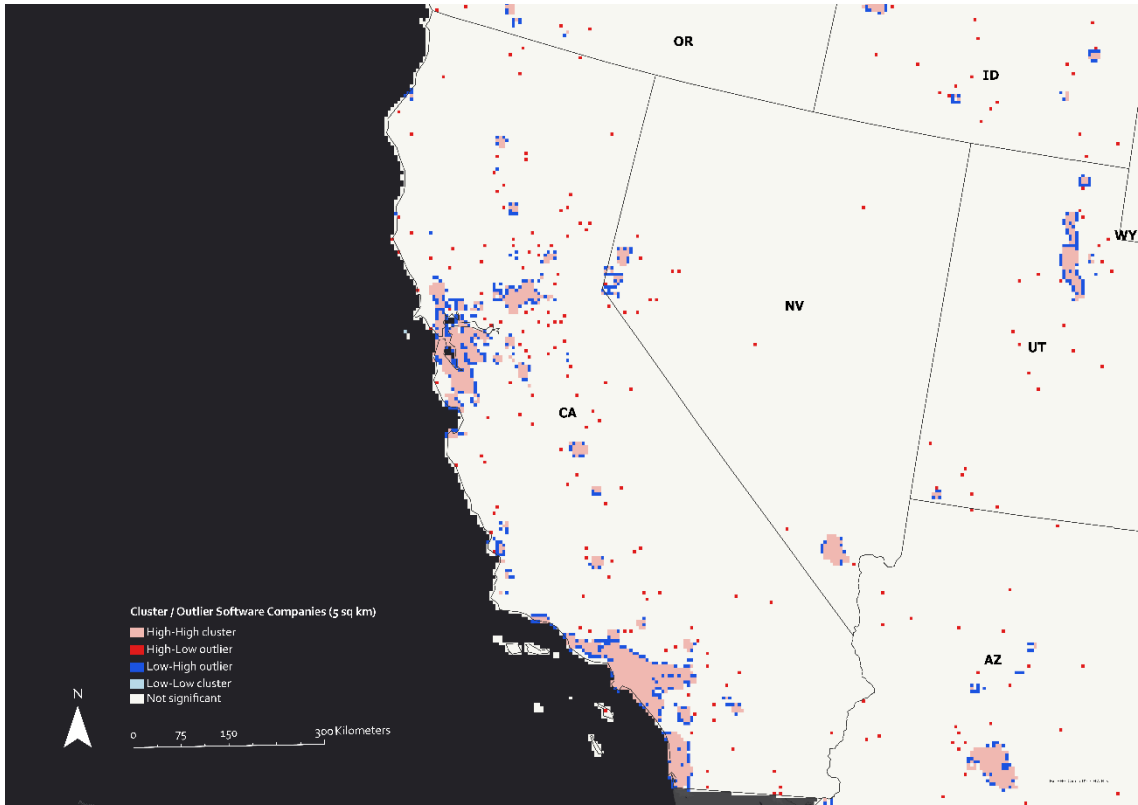 OR
ID
WY
NV
UT
CA
AZ
Cluster / Outlier Software Companies (5 sq km)
High-High cluster
High-Low outlier
Low-High outlier
Low-Low cluster
Not significant
N
0 75 150 300 Kilometers